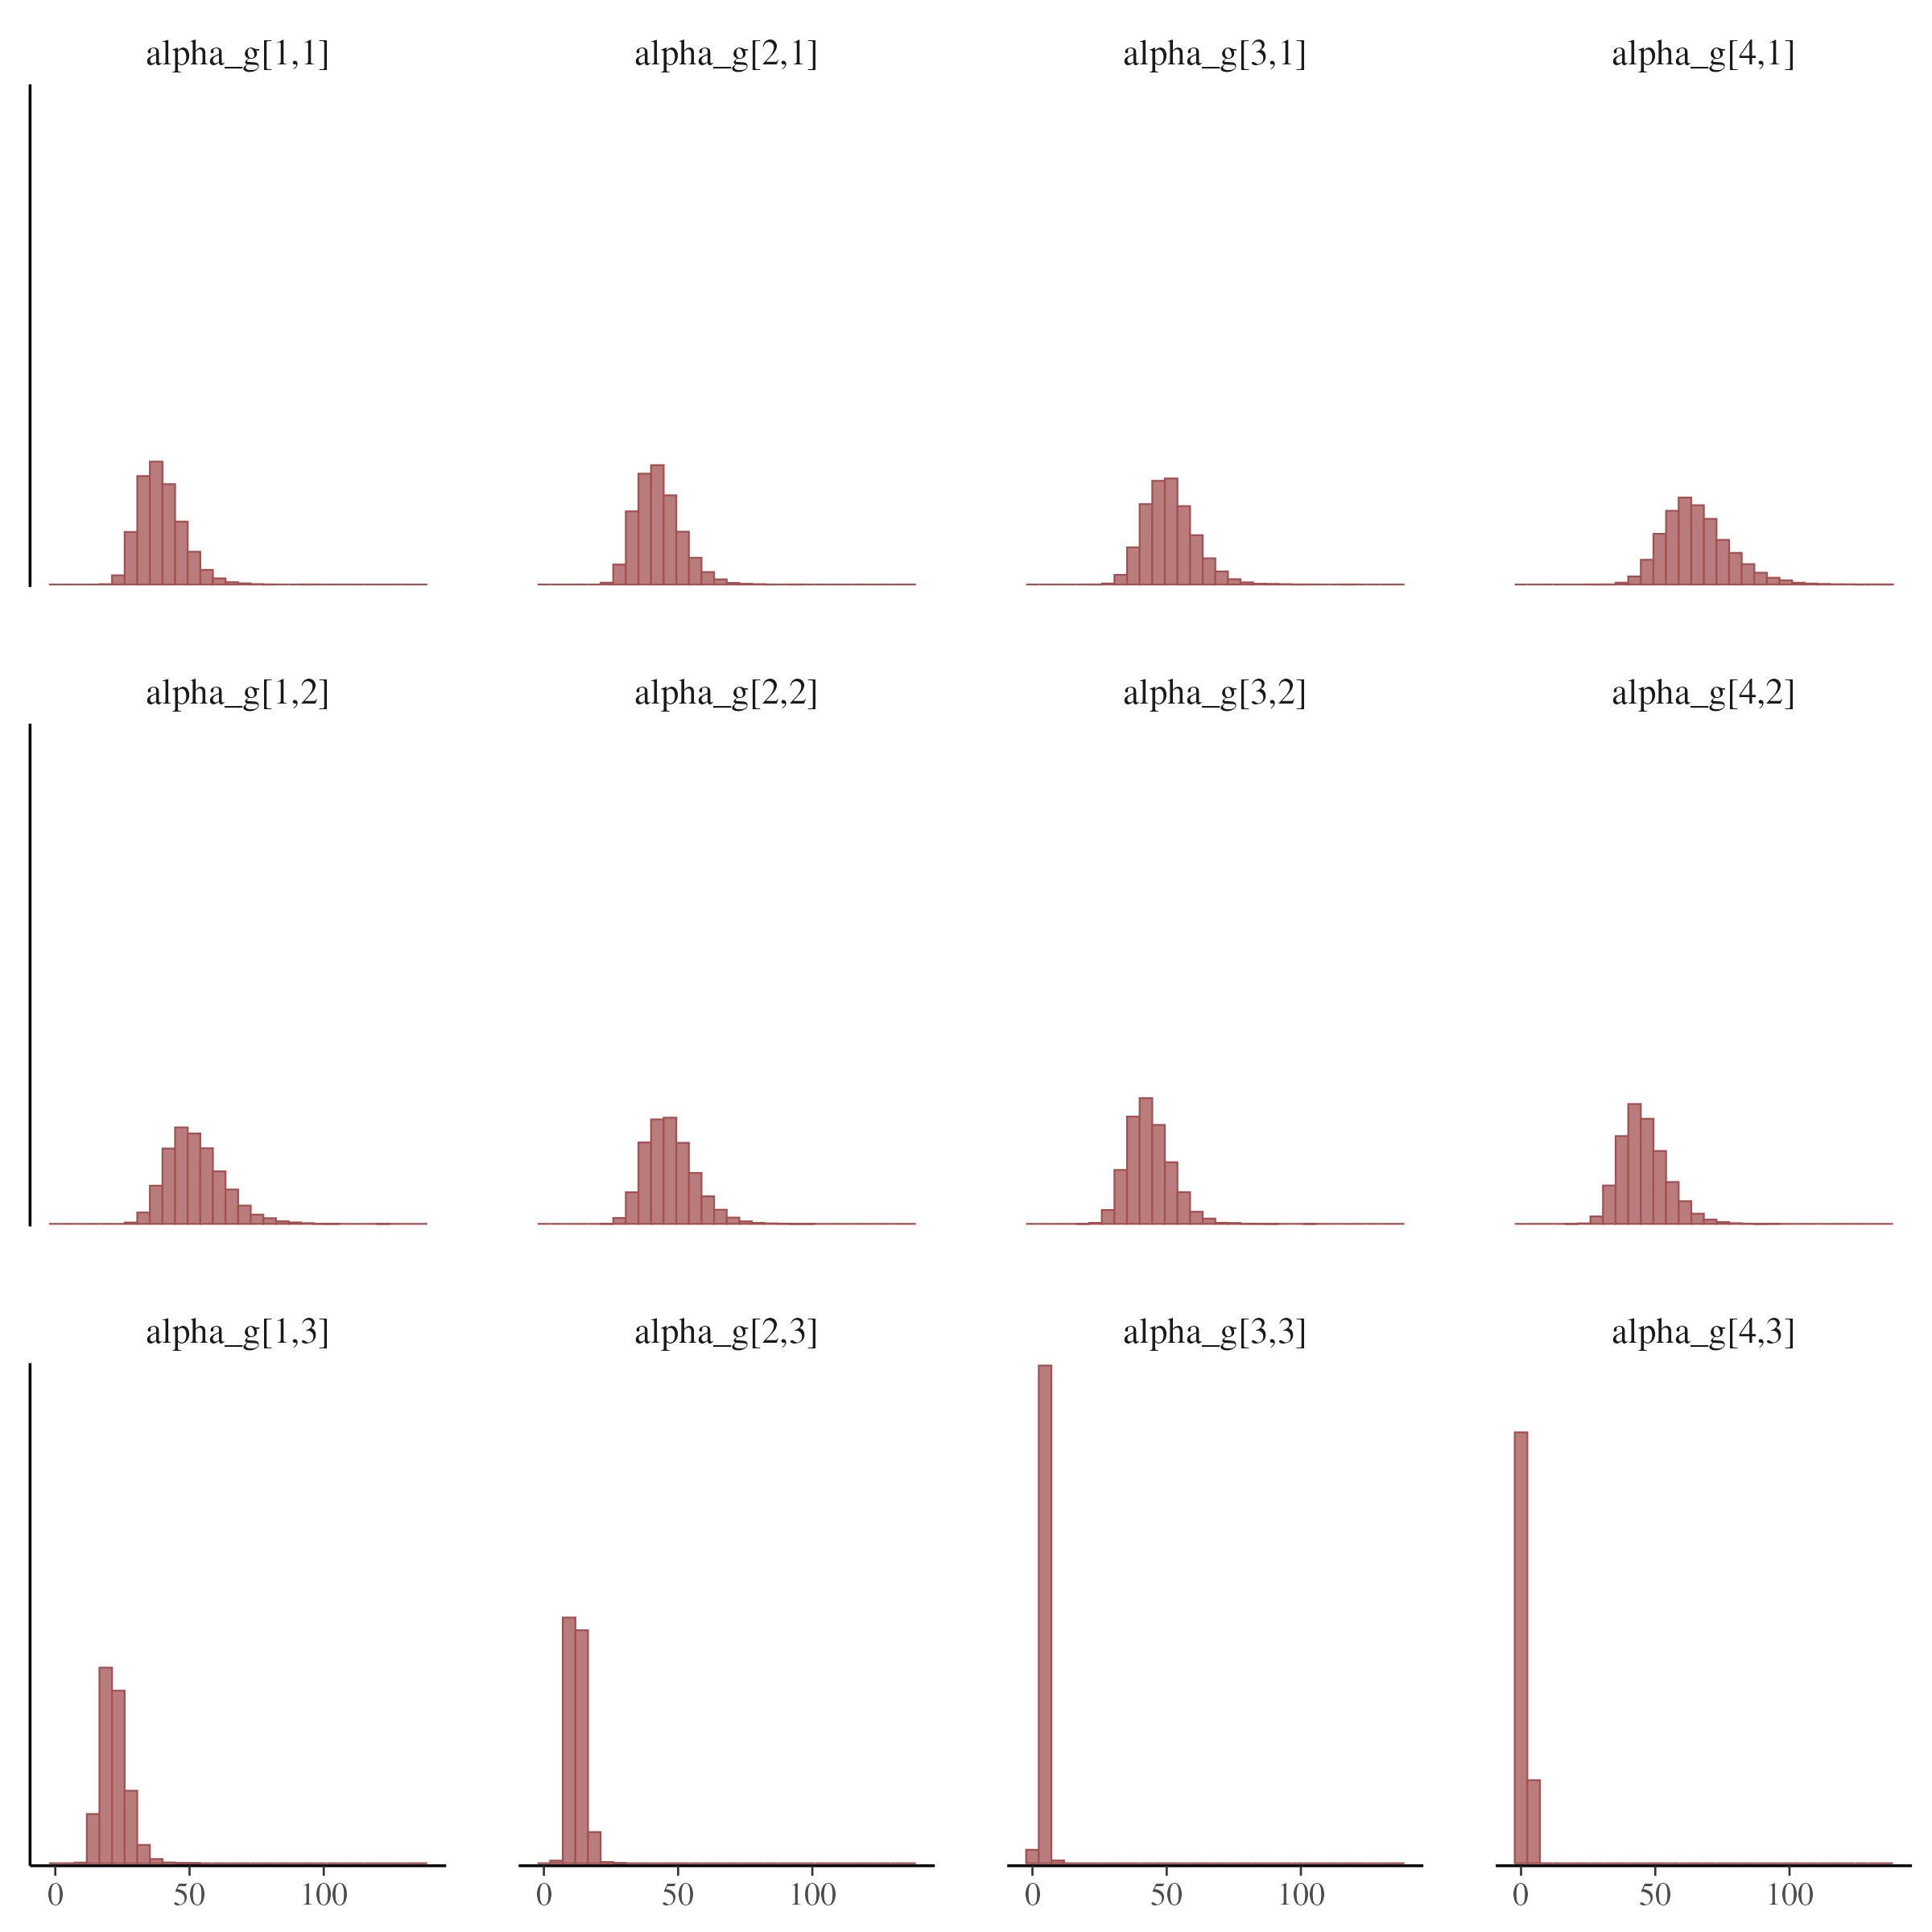 alpha_g[1,1] alpha_g[2,1] alpha_g[3,1] alpha_g[4,1]
alpha_g[1,2] alpha_g[2,2] alpha_g[3,2] alpha_g[4,2]
alpha_g[1,3] alpha_g[2,3] alpha_g[3,3] alpha_g[4,3]
0 50 100 0 50 100 0 50 100 0 50 100